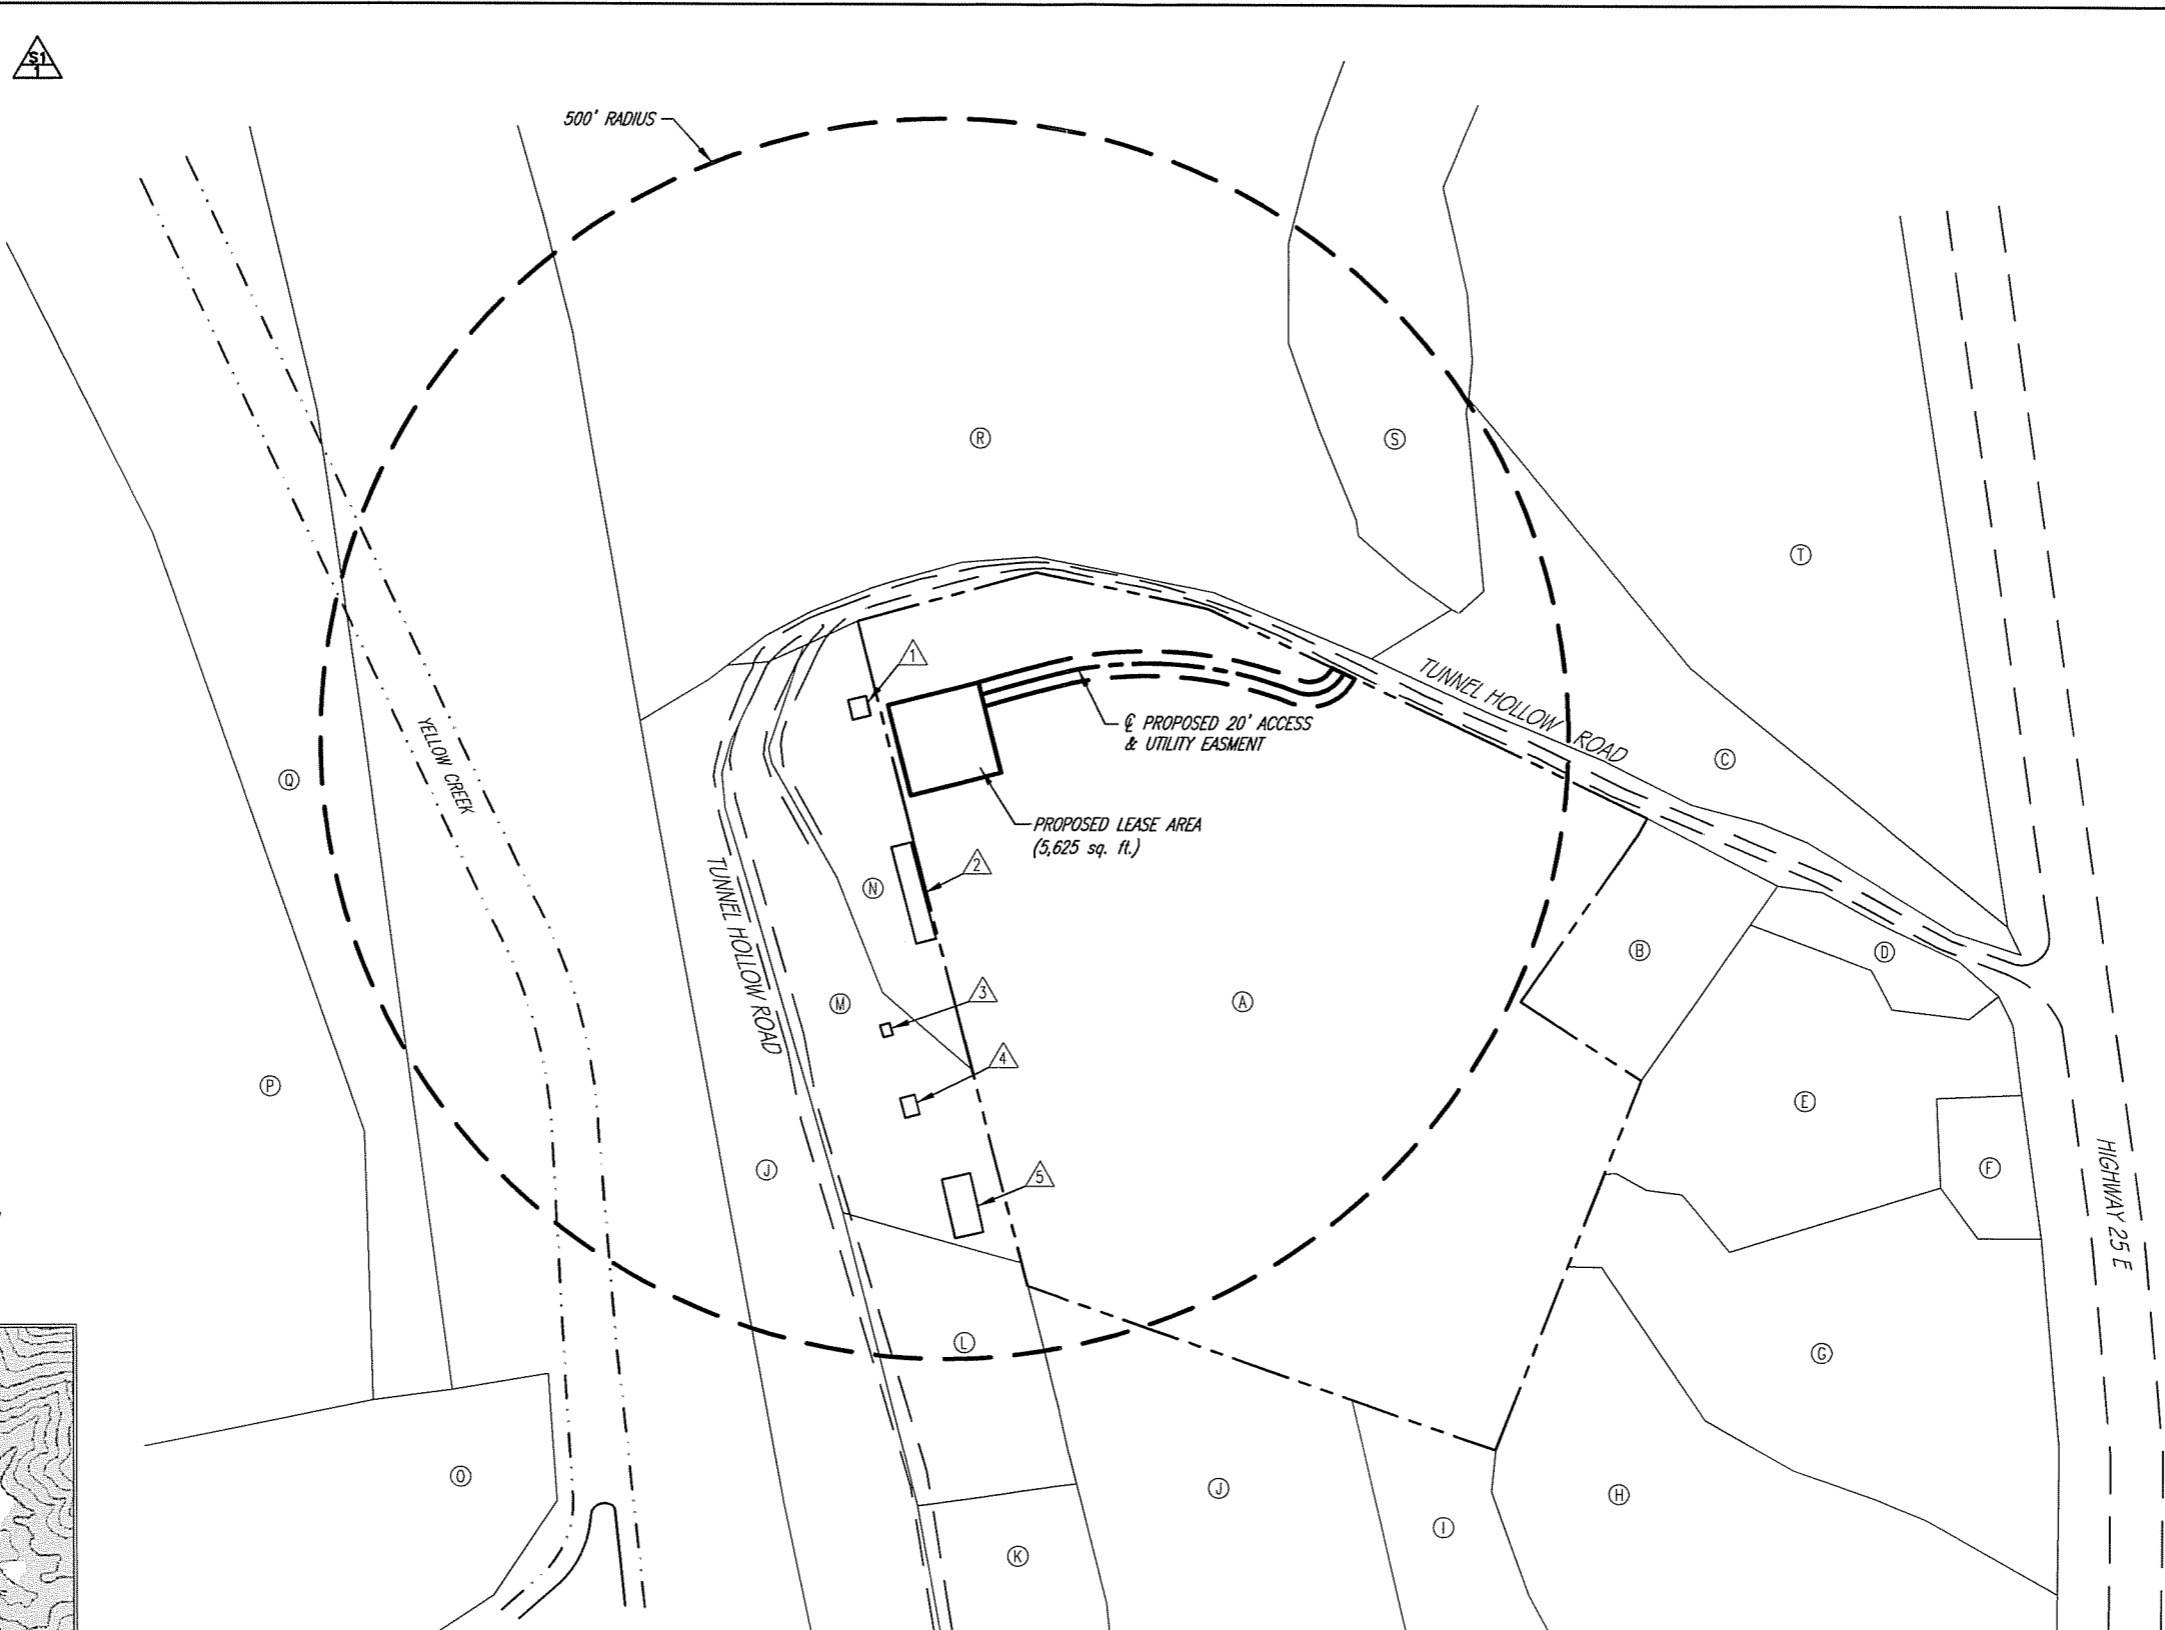 S1
1
500' RADIUS
R
S
T
1
TUNNEL HOLLOW ROAD
℄ PROPOSED 20' ACCESS
& UTILITY EASMENT
YELLOW CREEK
Q
C
PROPOSED LEASE AREA
(5,625 sq. ft.)
2
N
TUNNEL HOLLOW ROAD
B
D
3
M
A
4
P
E
J
5
F
HIGHWAY 25 E
L
G
O
J
H
I
K